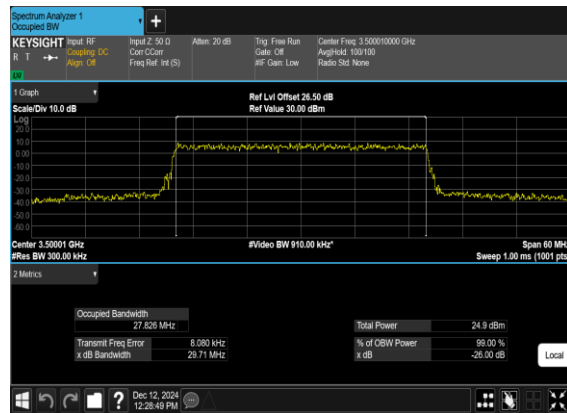 Spectrum Analyzer 1
Occupied BW
+
KEYSIGHT
R T
LW
Input: RF
Coupling: DC
Align: Off
Input Z: 50 Ω
Corr CCorr
Freq Ref: Int (S)
Atten: 20 dB
Trig: Free Run
Gate: Off
#IF Gain: Low
Center Freq: 3.500010000 GHz
Avg|Hold: 100/100
Radio Std: None
1 Graph
Scale/Div 10.0 dB
Ref Lvl Offset 26.50 dB
Ref Value 30.00 dBm
Log
20.0
10.0
0.00
-10.0
-20.0
-30.0
-40.0
-50.0
-60.0
Center 3.50001 GHz
#Res BW 300.00 kHz
#Video BW 910.00 kHz*
Span 60 MHz
Sweep 1.00 ms (1001 pts)
2 Metrics
Occupied Bandwidth
27.826 MHz
Total Power 24.9 dBm
Transmit Freq Error 8.080 kHz
% of OBW Power 99.00 %
x dB Bandwidth 29.71 MHz
x dB -26.00 dB
Local
?
Dec 12, 2024
12:28:49 PM